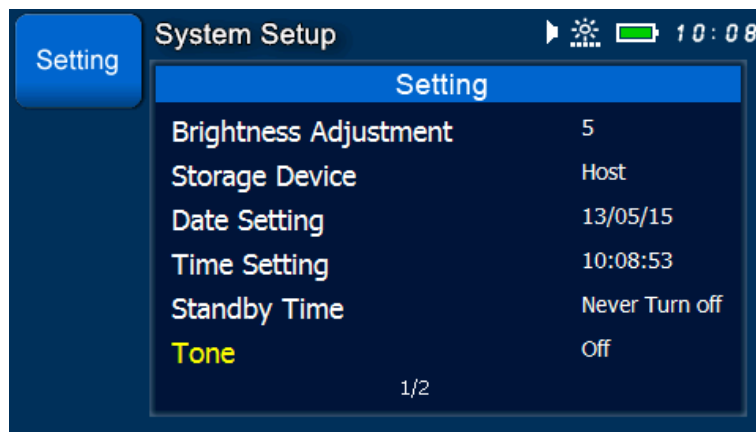 Setting
System Setup 10:08
Setting
Brightness Adjustment 5
Storage Device Host
Date Setting 13/05/15
Time Setting 10:08:53
Standby Time Never Turn off
Tone Off
1/2